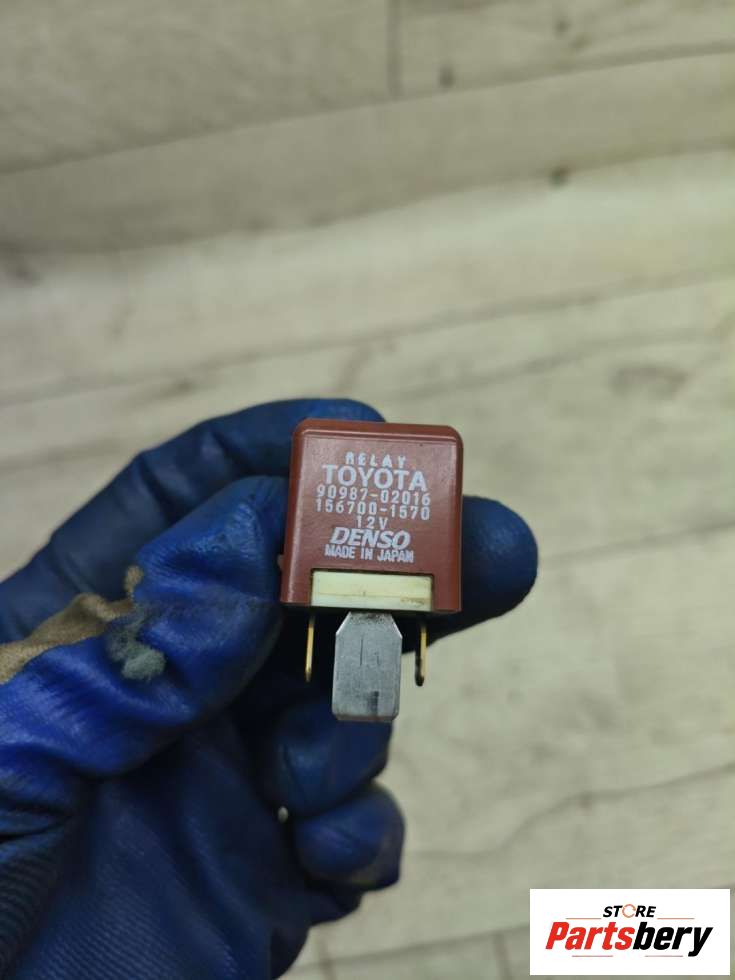 RELAY
TOYOTA
90987-02016
156700-1570
12V
DENSO
MADE IN JAPAN
STORE
Partsbery